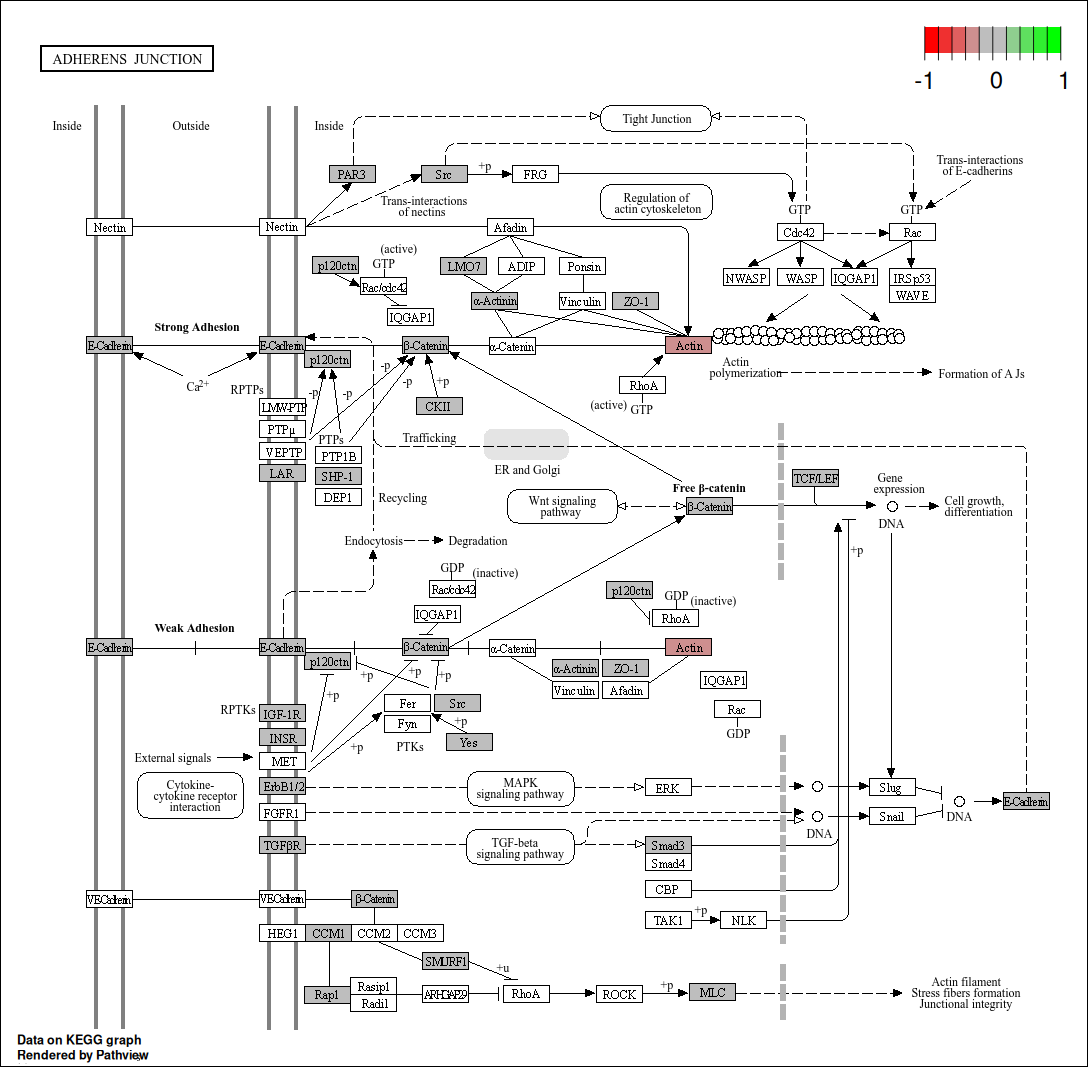 ADHERENS JUNCTION
-1 0 1
Inside Outside Inside
Tight Junction
PAR3 Src +p FRG
Trans-interactions
of E-cadherins
Trans-interactions
of nectins
Regulation of
actin cytoskeleton
GTP GTP
Nectin Nectin Afadin Cdc42 Rac
(active)
p120ctn GTP LMO7 ADIP Ponsin
NWASP WASP IQGAP1 IRSp53
WAVE
Rac/cdc42
α-Actinin Vinculin ZO-1
IQGAP1
Strong Adhesion
E-Cadherin E-Cadherin β-Catenin α-Catenin Actin
p120ctn
Actin
polymerization
Formation of AJs
Ca2+
RPTPs -p -p -p +p
RhoA
(active) GTP
LMW-PTP CKII
PTPμ
PTPs Trafficking
VEPTP PTP1B
ER and Golgi
LAR SHP-1
DEP1 Recycling
Free β-catenin
TCF/LEF
Gene
expression
Wnt signaling
pathway
β-Catenin
DNA
Cell growth,
differentiation
Endocytosis Degradation
+p
GDP (inactive)
Rac/cdc42
p120ctn GDP (inactive)
RhoA
IQGAP1
Weak Adhesion
E-Cadherin E-Cadherin β-Catenin α-Catenin Actin
p120ctn +p +p +p
α-Actinin ZO-1
Vinculin Afadin
IQGAP1
+p
RPTKs IGF-1R
Fer Src
Rac
Fyn +p
GDP
INSR
+p PTKs Yes
External signals MET
Cytokine-
cytokine receptor
interaction
ErbB1/2
MAPK
signaling pathway
ERK
Slug
FGFR1
E-Cadherin
DNA
Snail
DNA
TGFβR
TGF-beta
signaling pathway
Smad3
Smad4
CBP
VECadherin VECadherin β-Catenin
TAK1 +p NLK
HEG1 CCM1 CCM2 CCM3
SMURF1 +u
Rap1 Rasip1
Radil
ARHGAP29 RhoA ROCK +p MLC
Actin filament
Stress fibers formation
Junctional integrity
Data on KEGG graph
Rendered by Pathview